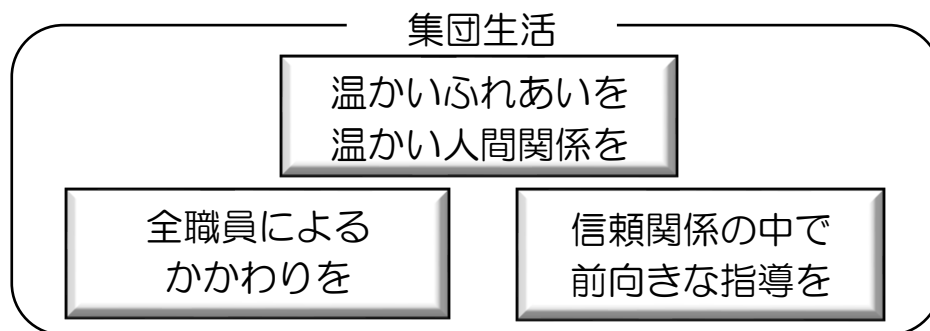 集団生活
温かいふれあいを
温かい人間関係を
全職員による
かかわりを
信頼関係の中で
前向きな指導を